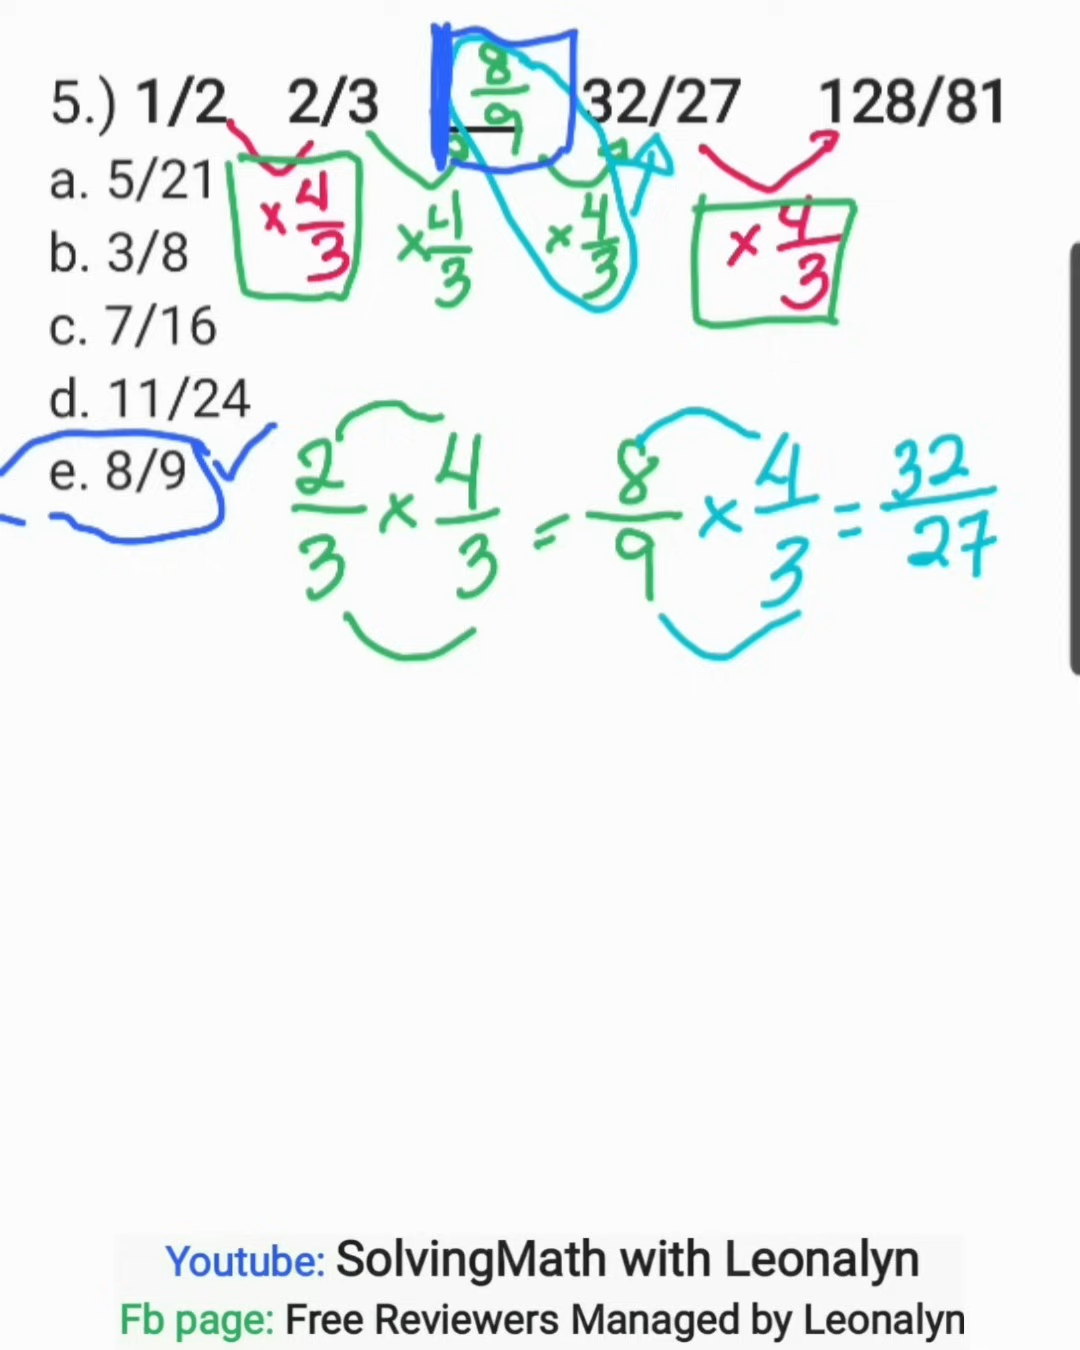 5.) 1/2 2/3 8/9 32/27 128/81
a. 5/21
× 4/3 × 4/3 × 4/3 × 4/3
b. 3/8
c. 7/16
d. 11/24
e. 8/9
2/3 × 4/3 = 8/9 × 4/3 = 32/27
Youtube: SolvingMath with Leonalyn
Fb page: Free Reviewers Managed by Leonalyn